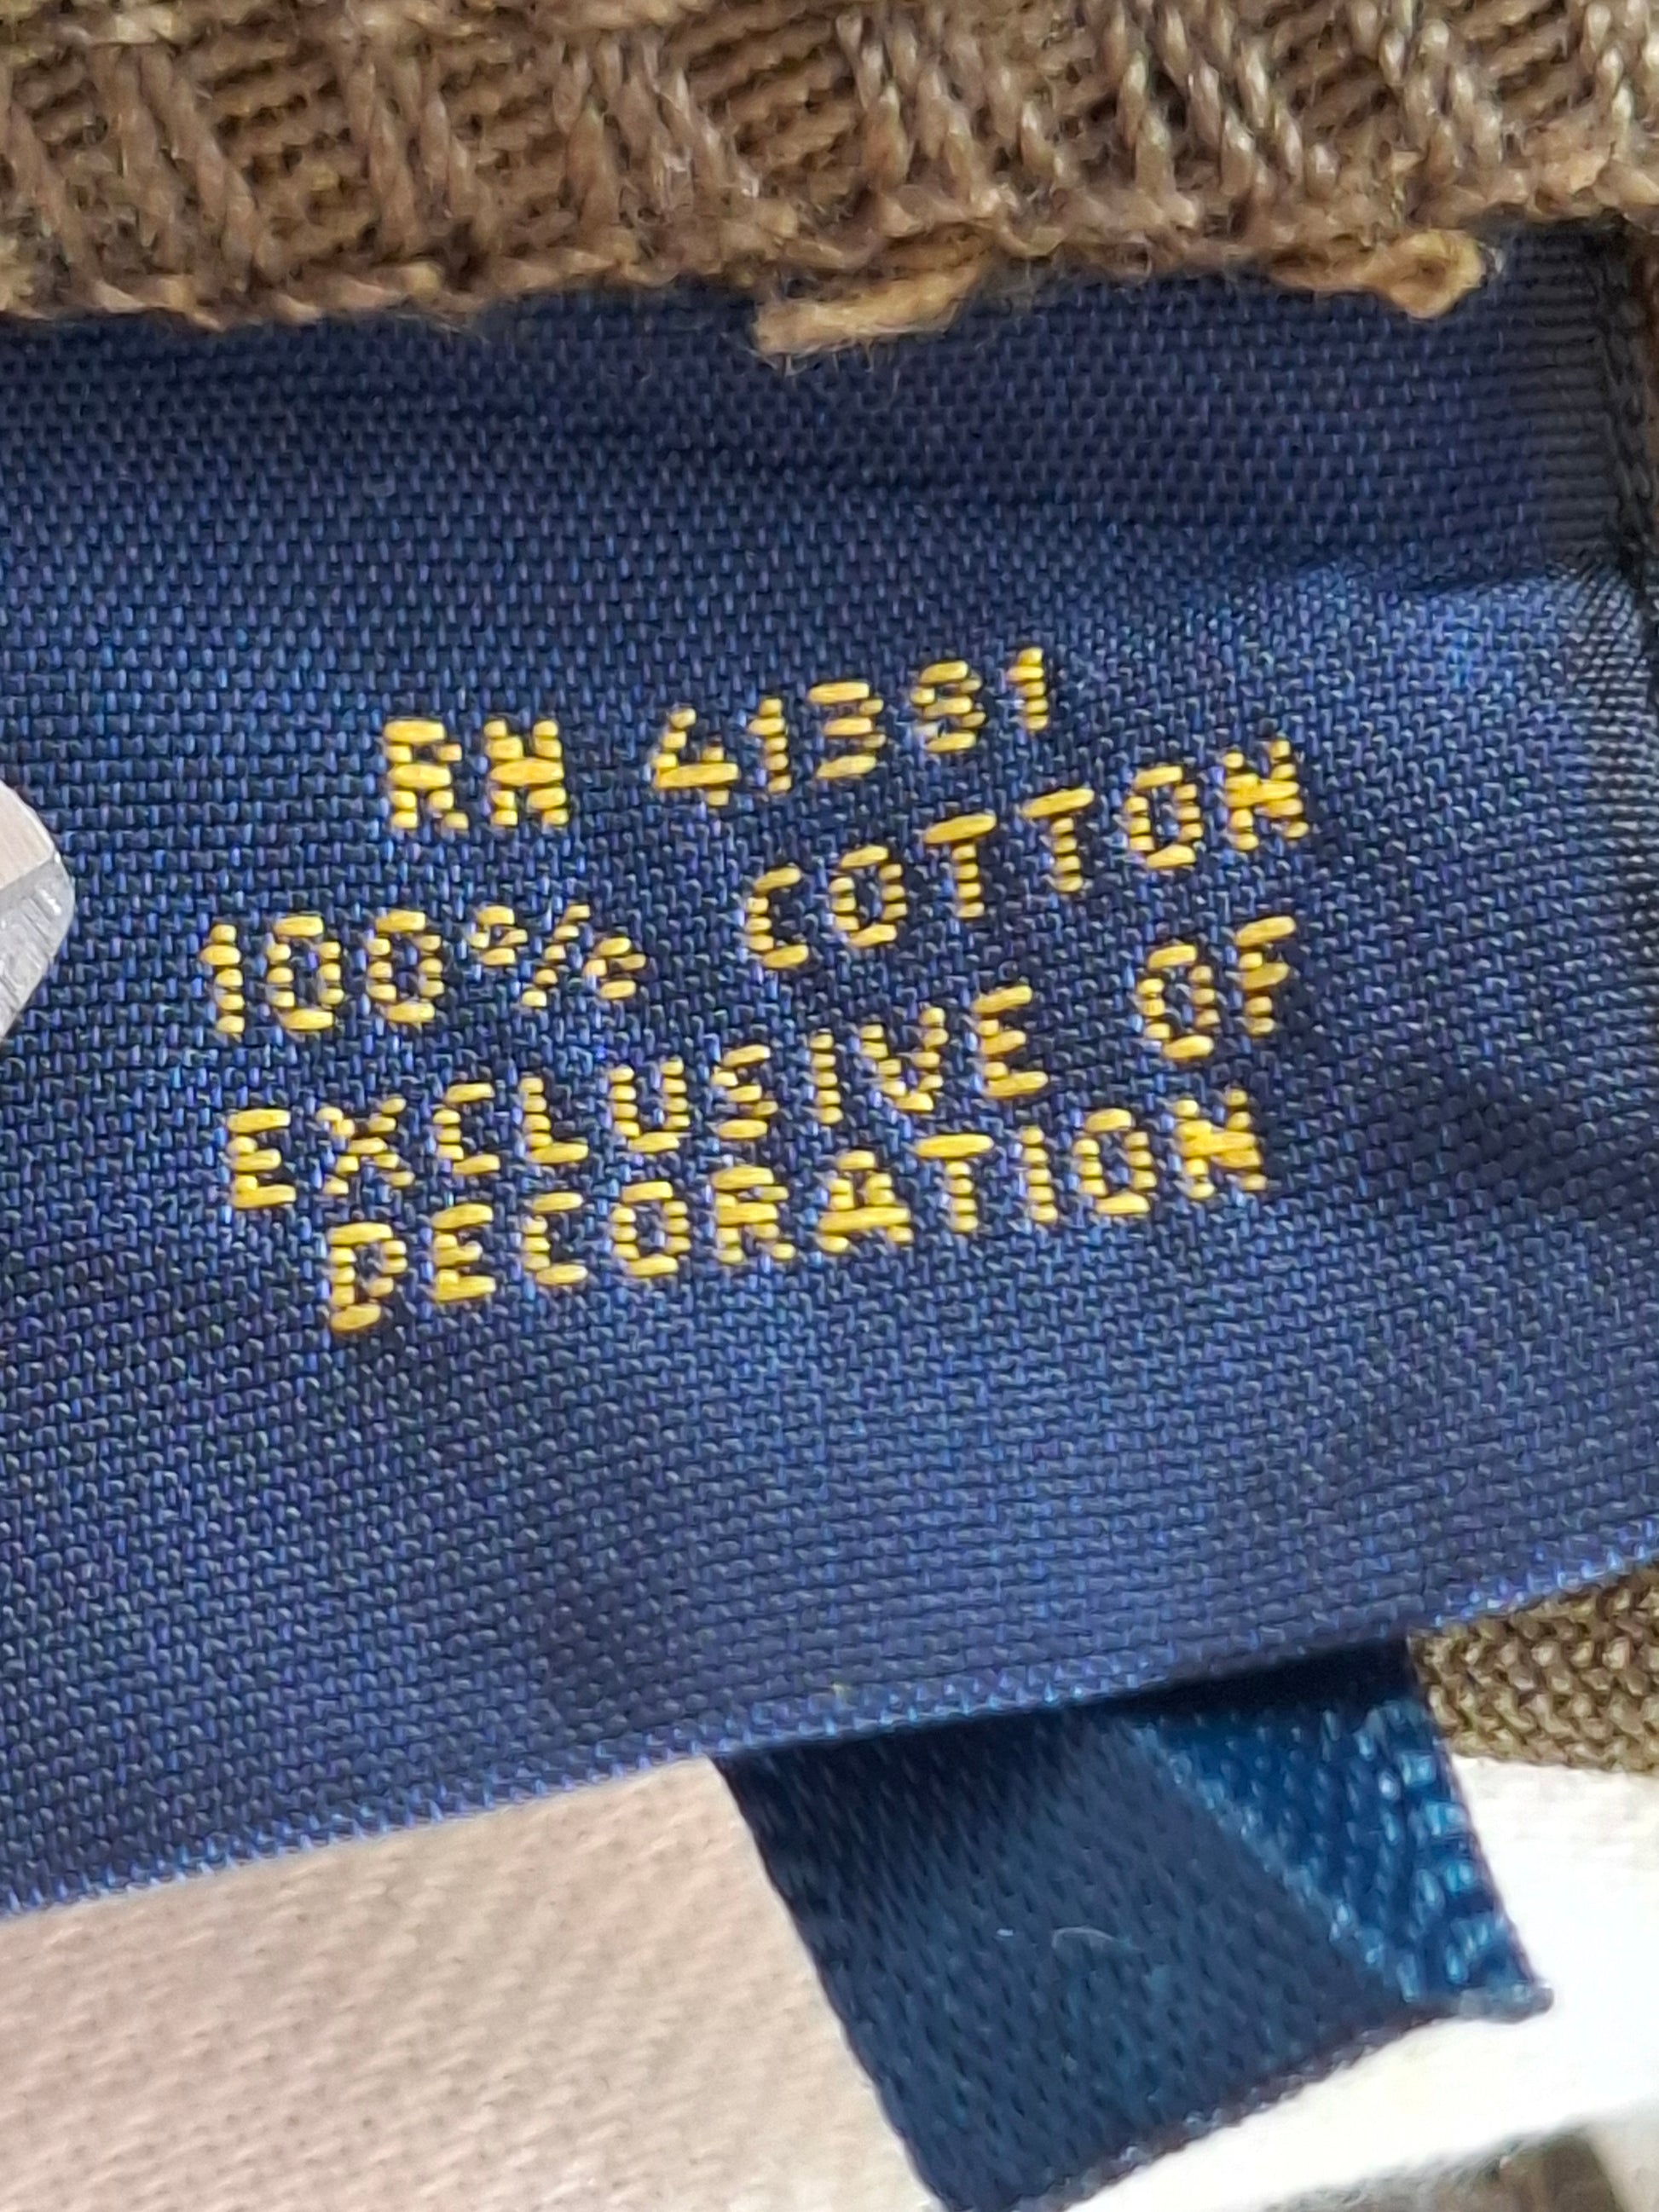 RN 41381
100% COTTON
EXCLUSIVE OF
DECORATION